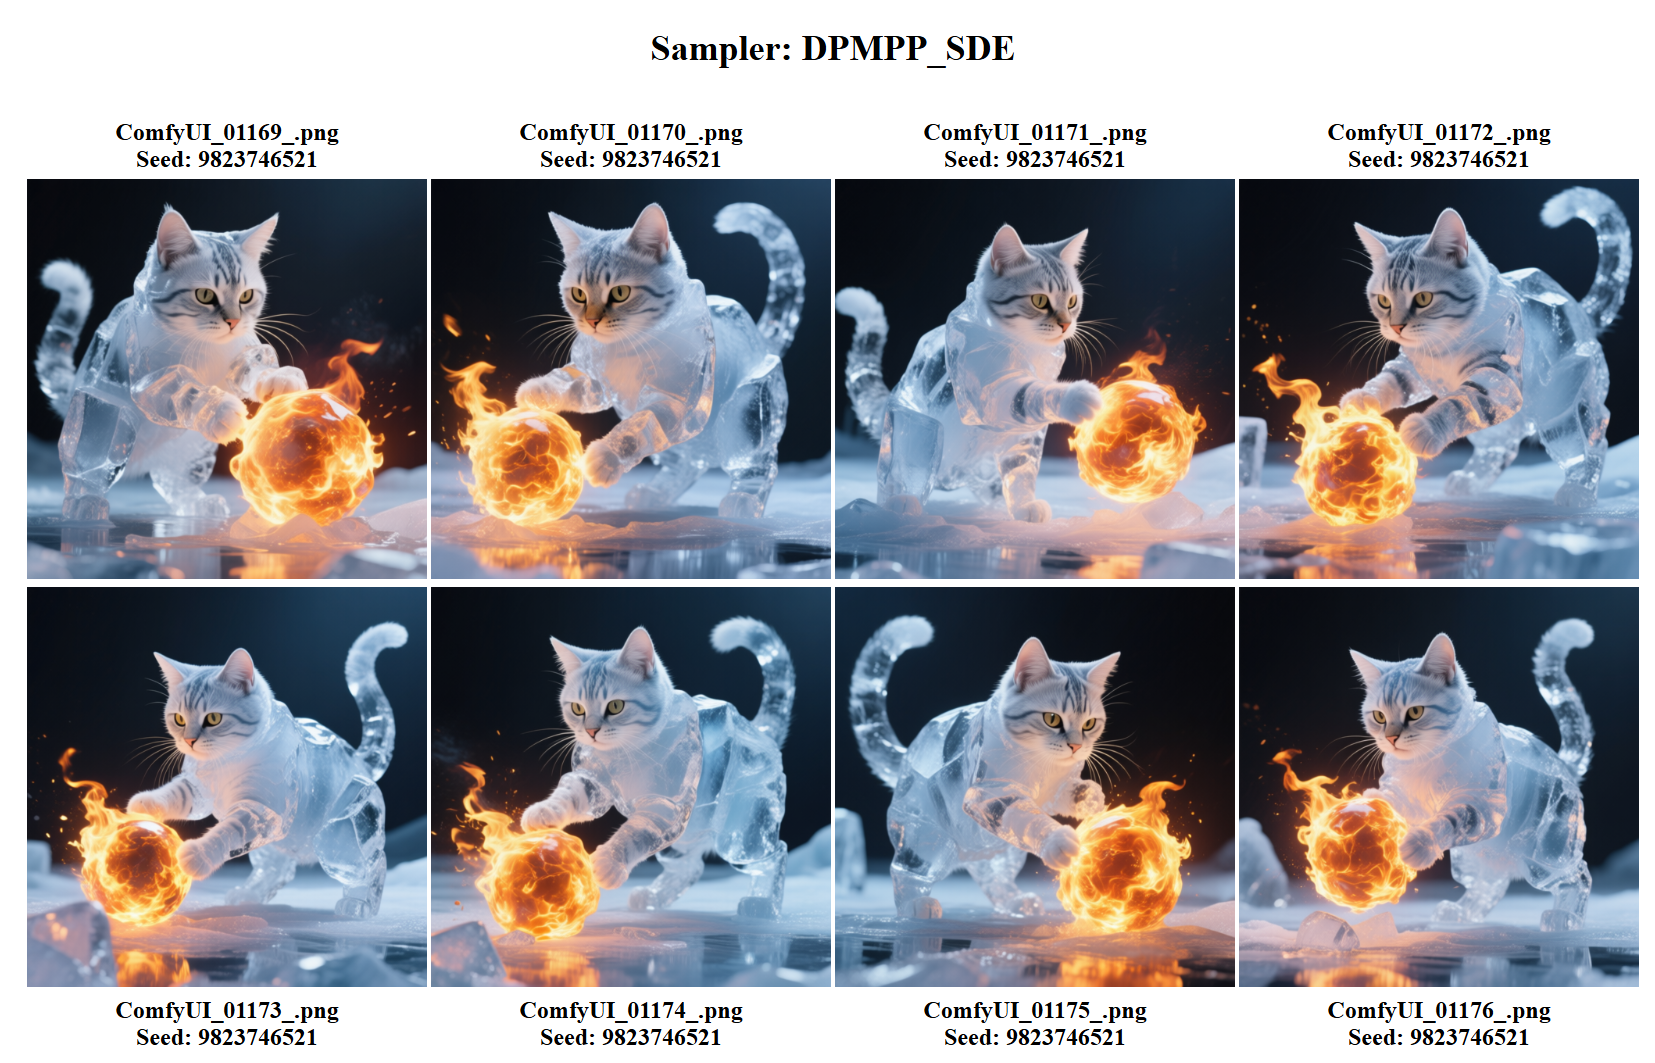 Sampler: DPMPP_SDE
ComfyUI_01169_.png
Seed: 9823746521
ComfyUI_01170_.png
Seed: 9823746521
ComfyUI_01171_.png
Seed: 9823746521
ComfyUI_01172_.png
Seed: 9823746521
ComfyUI_01173_.png
Seed: 9823746521
ComfyUI_01174_.png
Seed: 9823746521
ComfyUI_01175_.png
Seed: 9823746521
ComfyUI_01176_.png
Seed: 9823746521